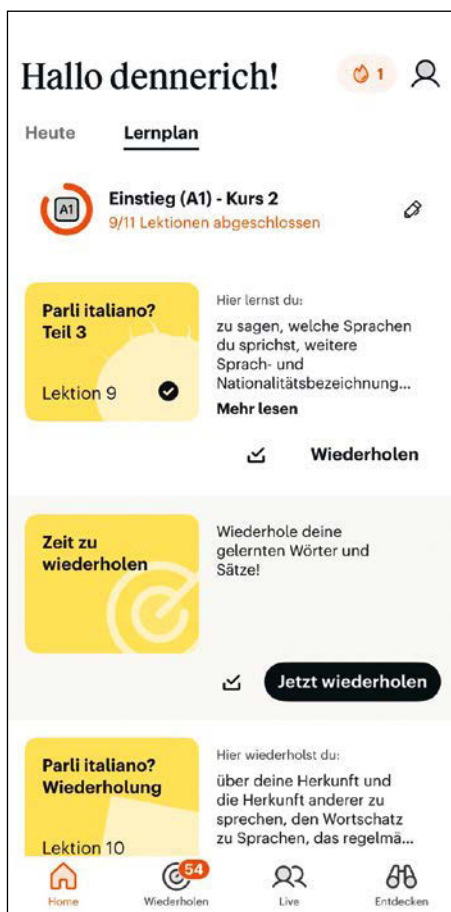 Hallo dennerich!
1
Heute
Lernplan
A1
Einstieg (A1) - Kurs 2
9/11 Lektionen abgeschlossen
Parli italiano?
Teil 3
Lektion 9
Hier lernst du:
zu sagen, welche Sprachen
du sprichst, weitere
Sprach- und
Nationalitätsbezeichnung...
Mehr lesen
Wiederholen
Zeit zu
wiederholen
Wiederhole deine
gelernten Wörter und
Sätze!
Jetzt wiederholen
Parli italiano?
Wiederholung
Lektion 10
Hier wiederholst du:
über deine Herkunft und
die Herkunft anderer zu
sprechen, den Wortschatz
zu Sprachen, das regelmä...
54
Home
Wiederholen
Live
Entdecken